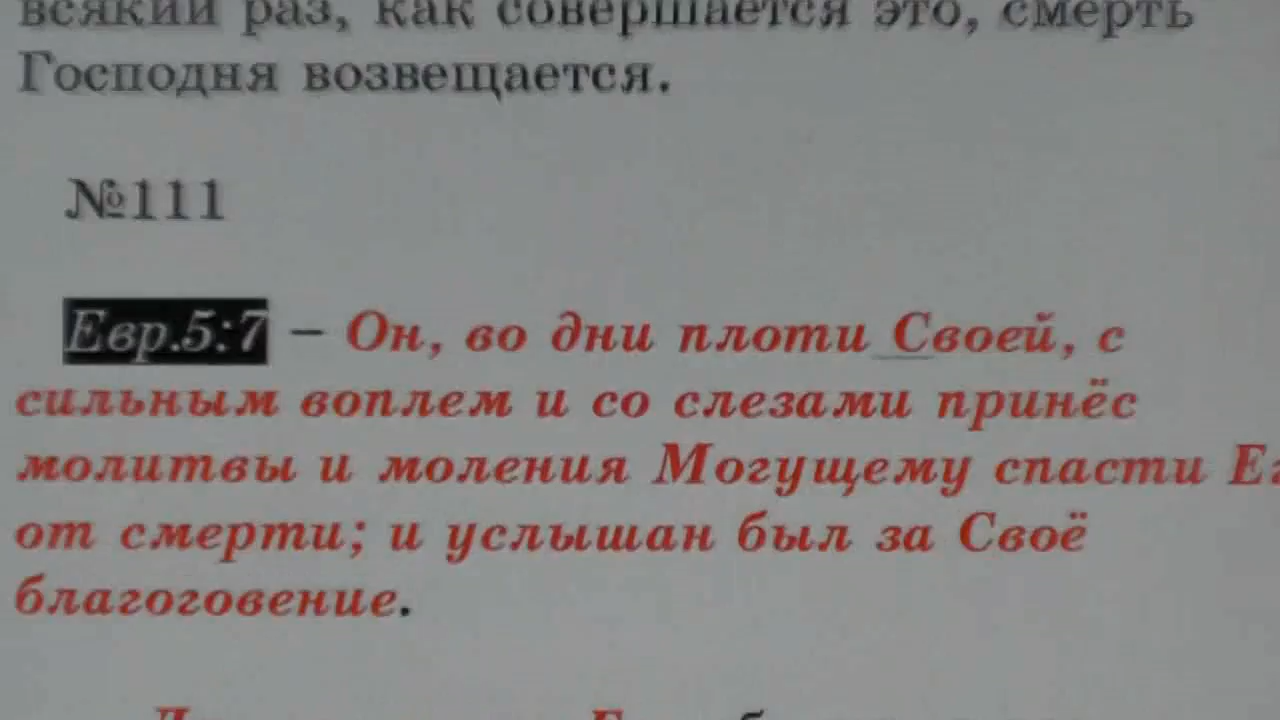 всякий раз, как совершается это, смерть
Господня возвещается.
№111
Евр.5:7 – Он, во дни плоти Своей, с
сильным воплем и со слезами принёс
молитвы и моления Могущему спасти
от смерти; и услышан был за Своё
благоговение.